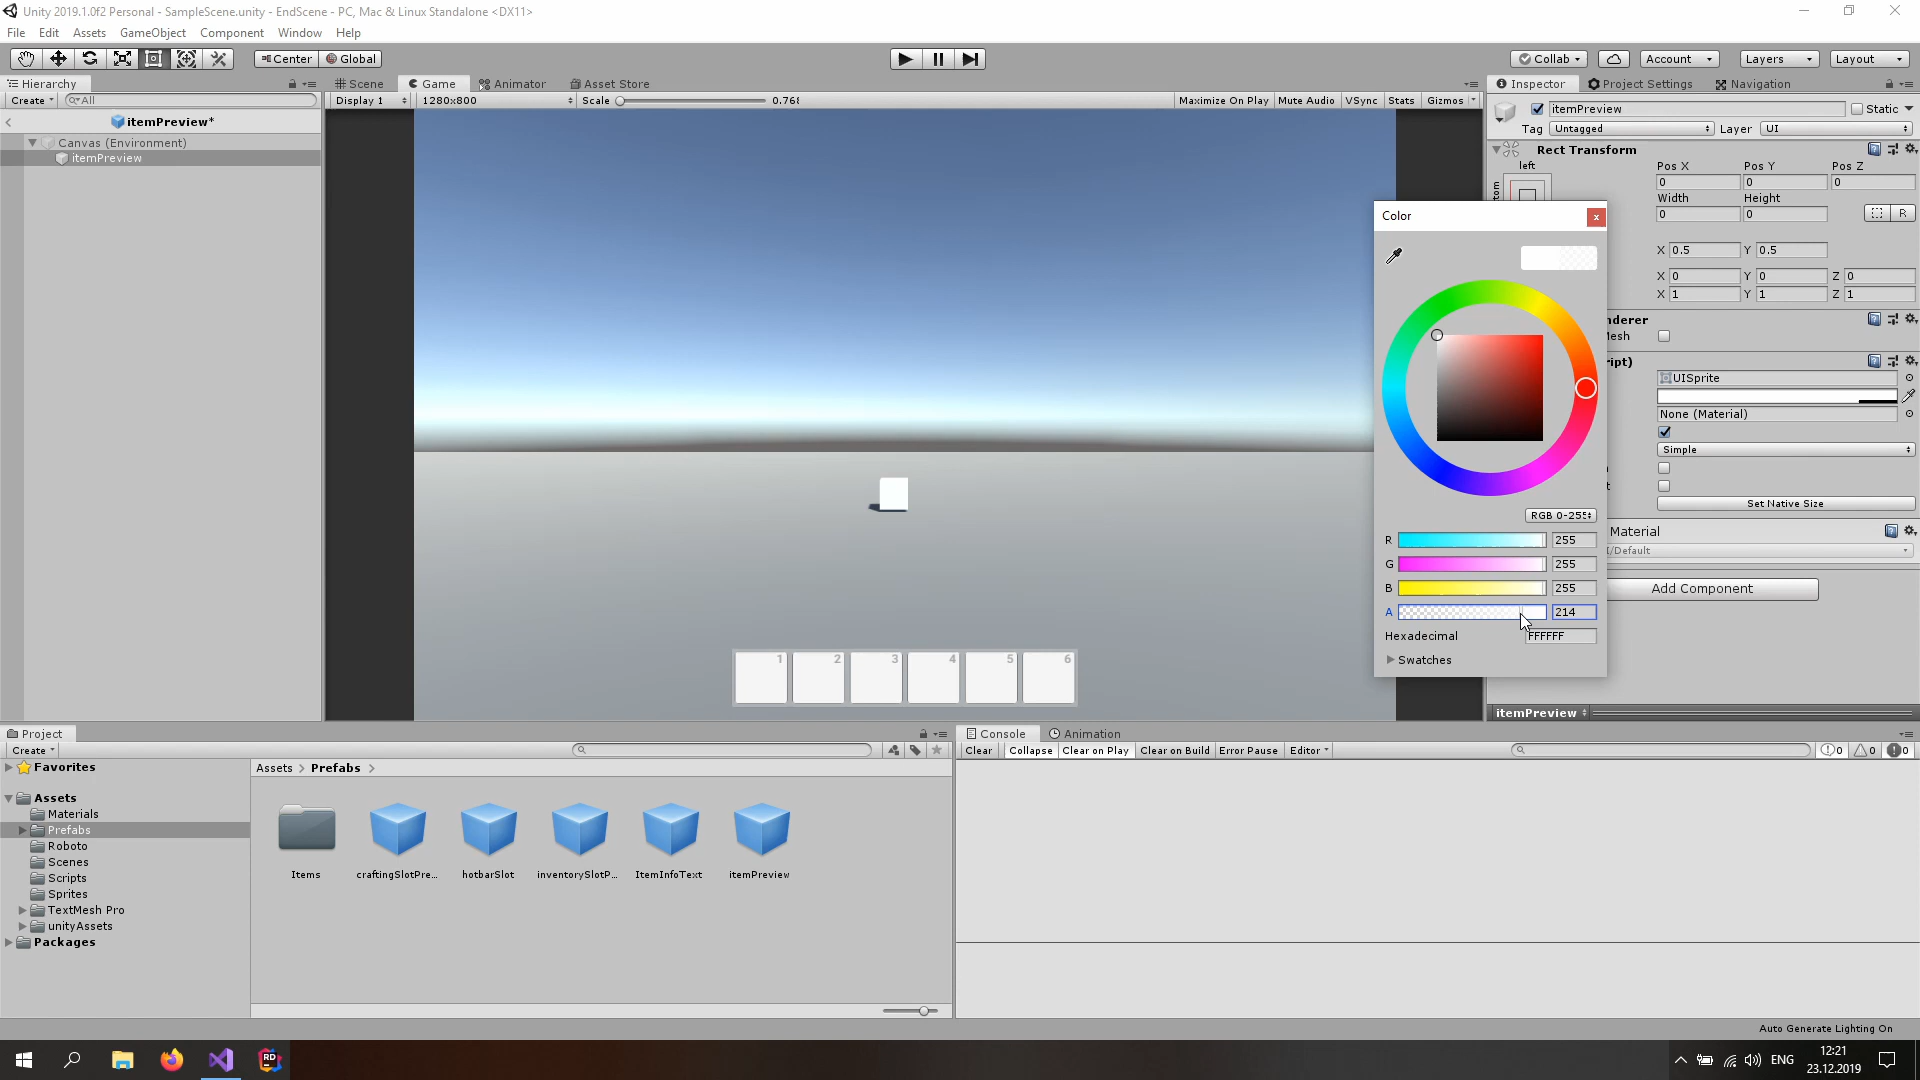 Unity 2019.1.0f2 Personal - SampleScene.unity - EndScene - PC, Mac & Linux Standalone <DX11>
File Edit Assets GameObject Component Window Help
Center Global Collab Account Layers Layout
Hierarchy Scene Game Animator Asset Store Inspector Project Settings Navigation
Create All Display 1 1280x800 Scale 0.768 Maximize On Play Mute Audio VSync Stats Gizmos
itemPreview Static
Tag Untagged Layer UI
itemPreview*
Canvas (Environment)
itemPreview
Rect Transform
left
Pos X Pos Y Pos Z
0 0 0
Width Height
0 0 R
X 0.5 Y 0.5
X 0 Y 0 Z 0
X 1 Y 1 Z 1
UISprite
None (Material)
Simple
Set Native Size
Material
Add Component
itemPreview
Color
RGB 0-255
R 255
G 255
B 255
A 214
Hexadecimal FFFFFF
Swatches
1 2 3 4 5 6
Project
Create
Favorites
Assets
Materials
Prefabs
Roboto
Scenes
Scripts
Sprites
TextMesh Pro
unityAssets
Packages
Assets > Prefabs >
Items craftingSlotPre... hotbarSlot inventorySlotP... ItemInfoText itemPreview
Console Animation
Clear Collapse Clear on Play Clear on Build Error Pause Editor 0 0 0
Auto Generate Lighting On
RD
ENG
12:21
23.12.2019